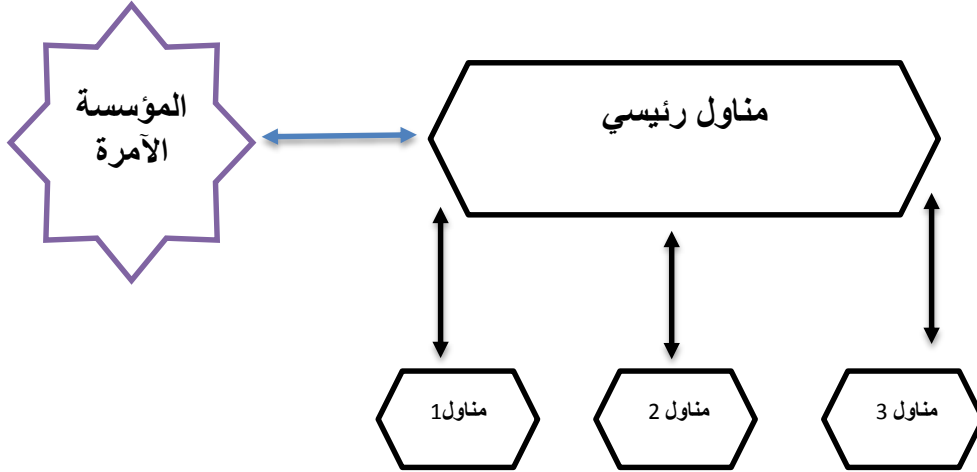 المؤسسة
الآمرة
مناول رئيسي
مناول1
مناول 2
مناول 3